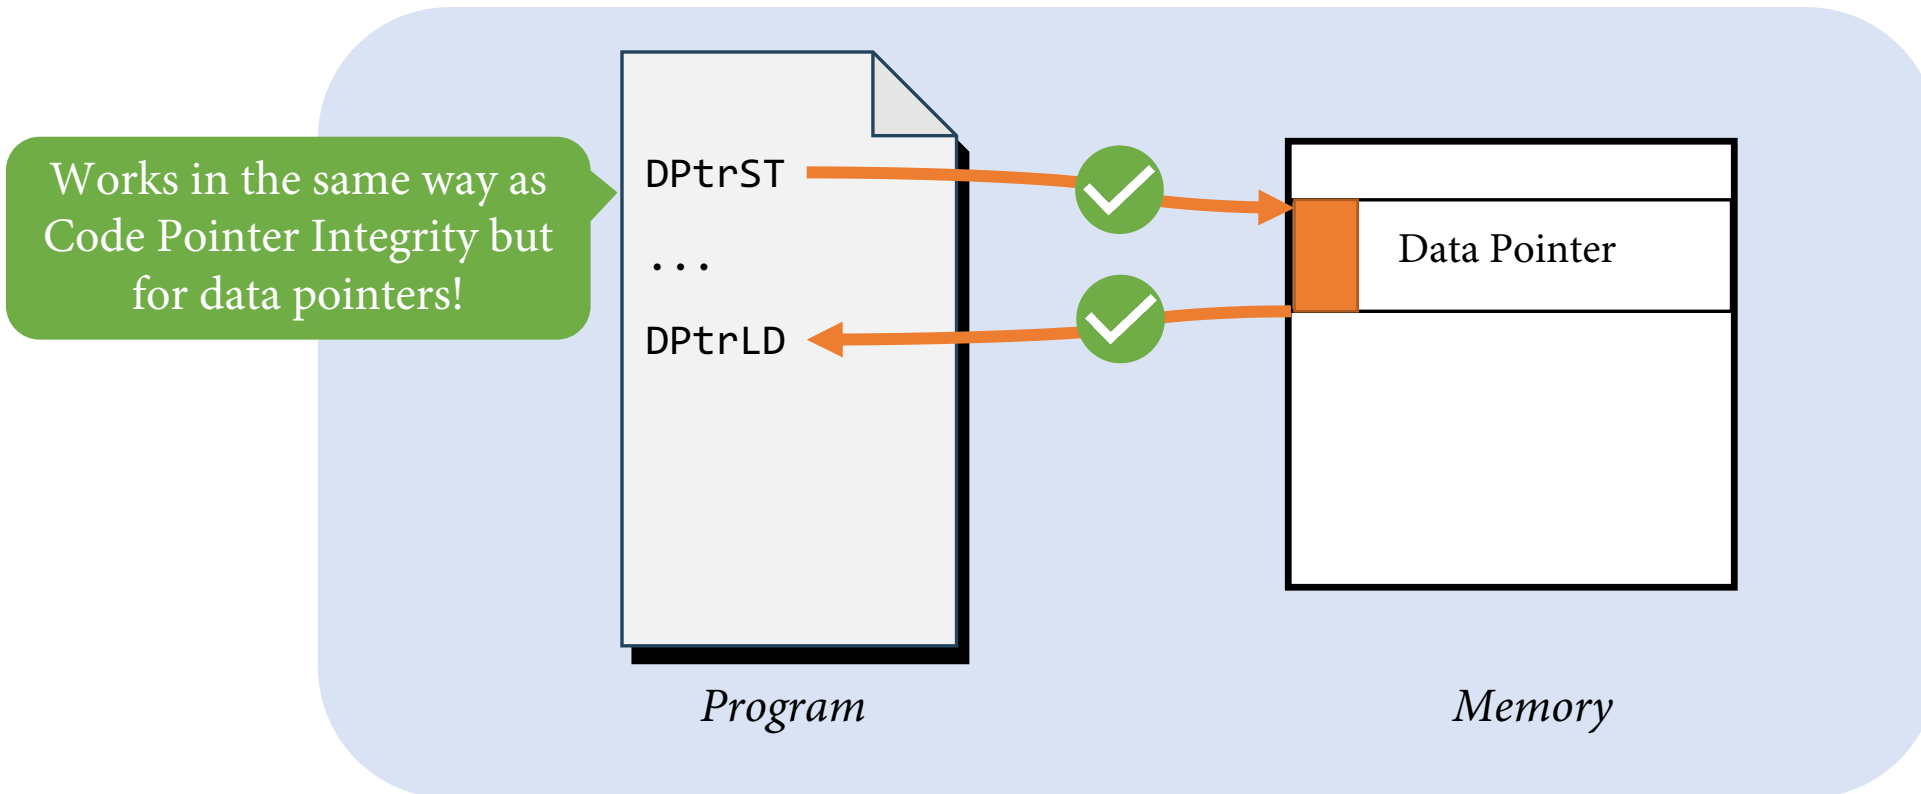 Works in the same way as
Code Pointer Integrity but
for data pointers!
DPtrST
...
DPtrLD
Data Pointer
Program
Memory